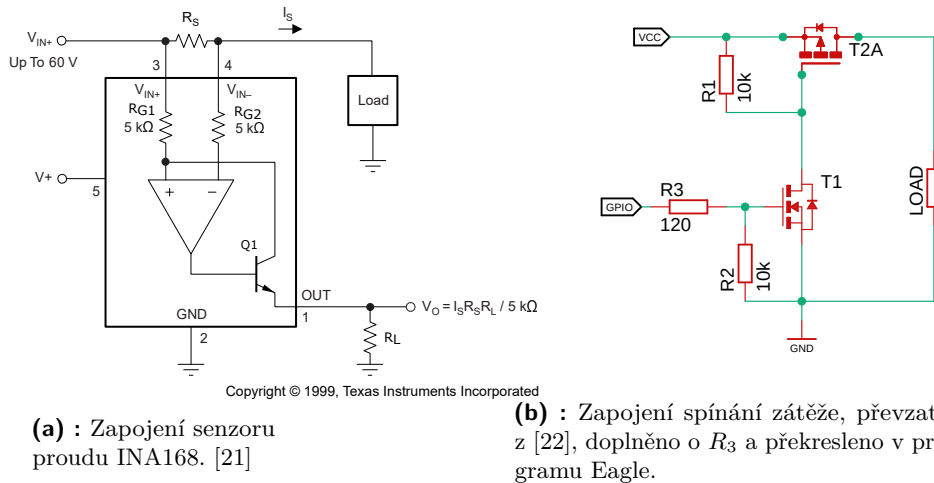 RS
IS
VIN+
Up To 60 V
3
4
VIN+
VIN–
RG1
5 kΩ
RG2
5 kΩ
Load
V+
5
+
–
Q1
OUT
1
VO = ISRSRL / 5 kΩ
GND
2
RL
Copyright © 1999, Texas Instruments Incorporated
(a) : Zapojení senzoru
proudu INA168. [21]
VCC
T2A
R1
10k
T1
GPIO
R3
120
R2
10k
LOAD
GND
(b) : Zapojení spínání zátěže, převzat
z [22], doplněno o R3 a překresleno v pr
gramu Eagle.